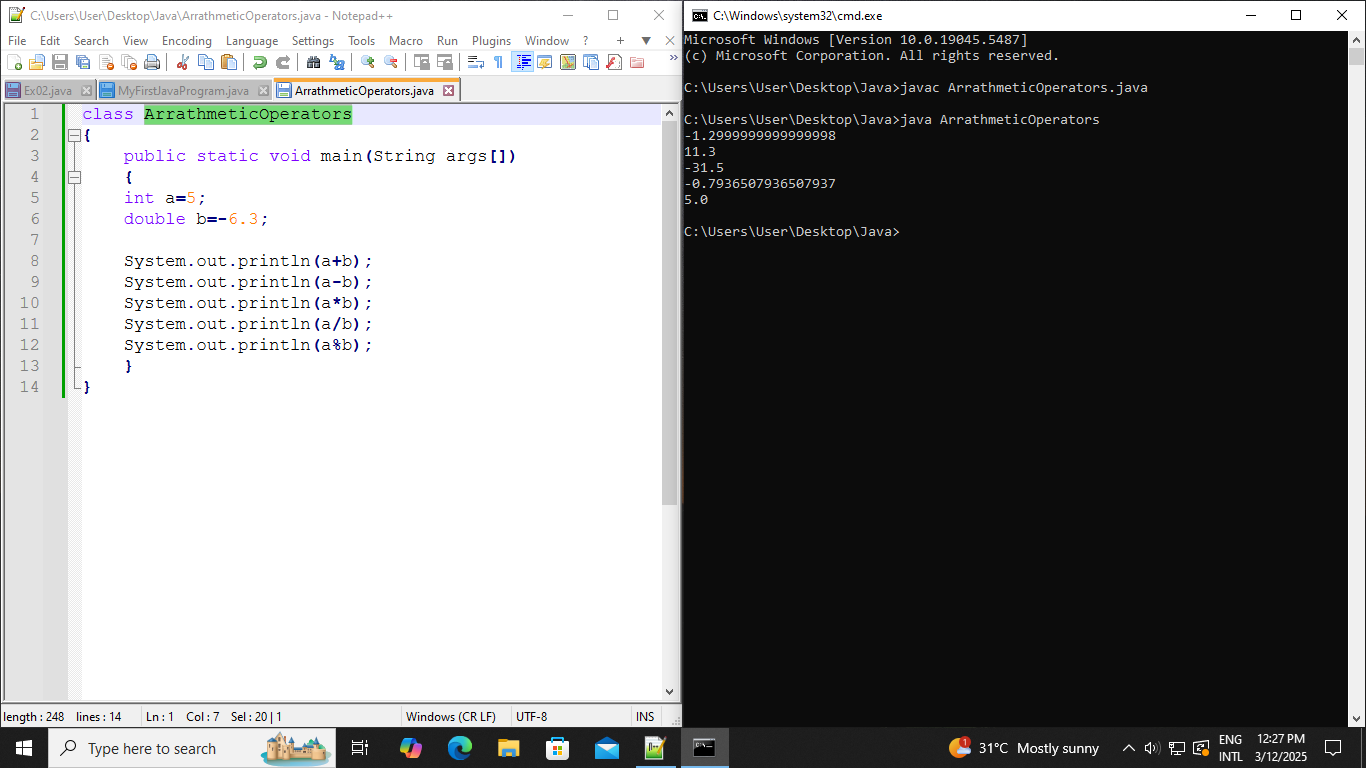 C:\Users\User\Desktop\Java\ArrathmeticOperators.java - Notepad++
File Edit Search View Encoding Language Settings Tools Macro Run Plugins Window ? + ▼ X
Ex02.java MyFirstJavaProgram.java ArrathmeticOperators.java
1 class ArrathmeticOperators
2 {
3 public static void main(String args[])
4 {
5 int a=5;
6 double b=-6.3;
7
8 System.out.println(a+b);
9 System.out.println(a-b);
10 System.out.println(a*b);
11 System.out.println(a/b);
12 System.out.println(a%b);
13 }
14 }
length : 248 lines : 14 Ln : 1 Col : 7 Sel : 20 | 1 Windows (CR LF) UTF-8 INS
C:\Windows\system32\cmd.exe
Microsoft Windows [Version 10.0.19045.5487]
(c) Microsoft Corporation. All rights reserved.
C:\Users\User\Desktop\Java>javac ArrathmeticOperators.java
C:\Users\User\Desktop\Java>java ArrathmeticOperators
-1.2999999999999998
11.3
-31.5
-0.7936507936507937
5.0
C:\Users\User\Desktop\Java>
Type here to search
1
31°C Mostly sunny
ENG
INTL
12:27 PM
3/12/2025